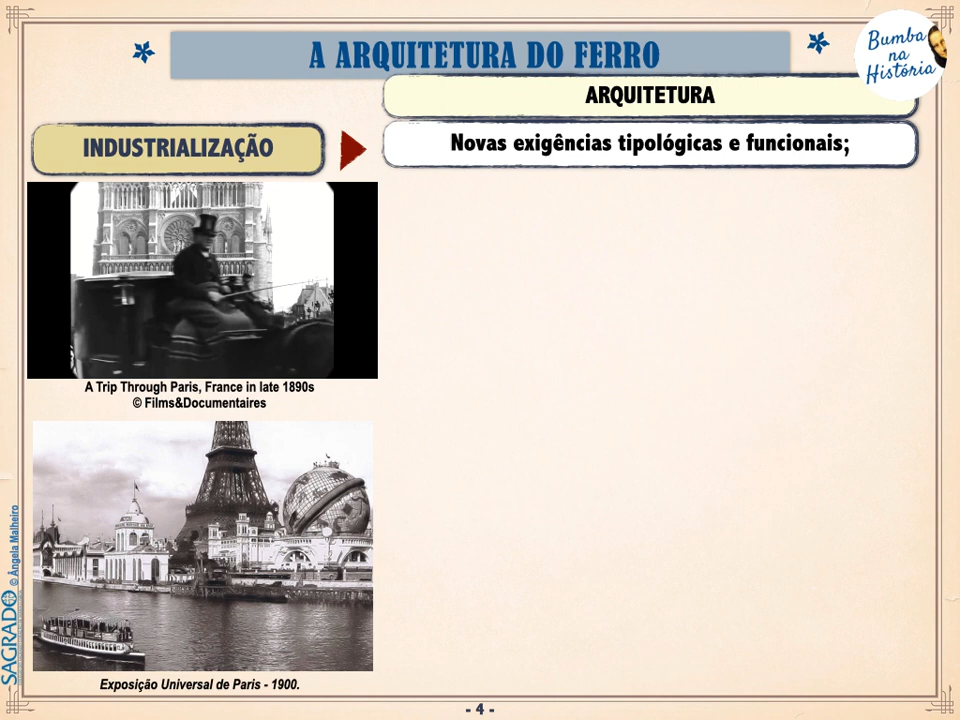 A ARQUITETURA DO FERRO
Bumba
na
História
ARQUITETURA
INDUSTRIALIZAÇÃO
Novas exigências tipológicas e funcionais;
A Trip Through Paris, France in late 1890s
© Films&Documentaires
Exposição Universal de Paris - 1900.
SAGRADO
© Ângela Malheiro
- 4 -